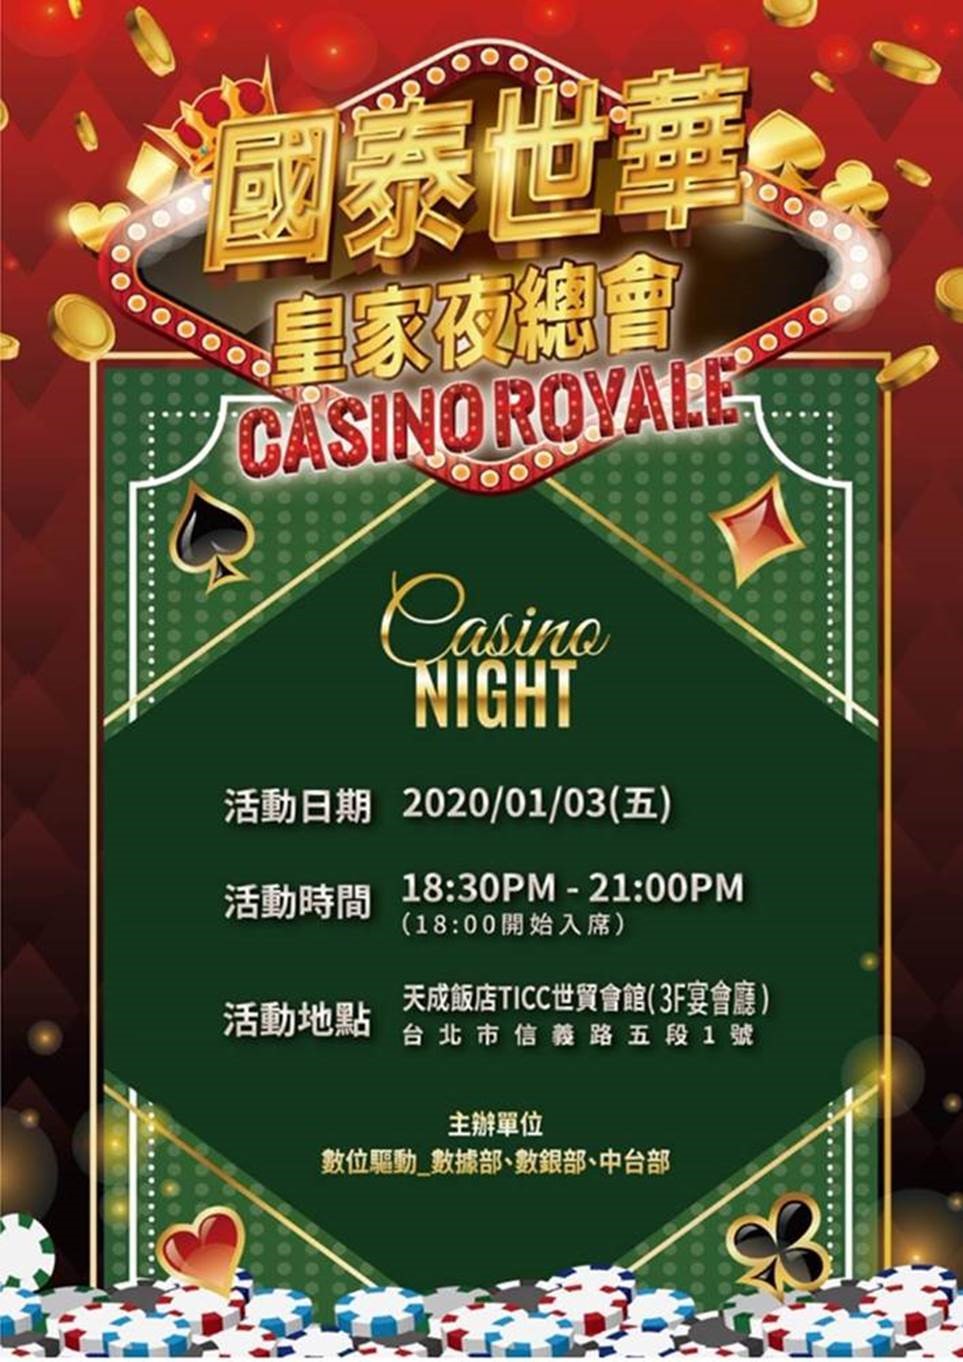 國泰世華
皇家夜總會
CASINO ROYALE
Casino
NIGHT
活動日期 2020/01/03(五)
活動時間 18:30PM - 21:00PM
(18:00開始入席)
活動地點 天成飯店TICC世貿會館(3F宴會廳)
台北市信義路五段1號
主辦單位
數位驅動_數據部、數銀部、中台部